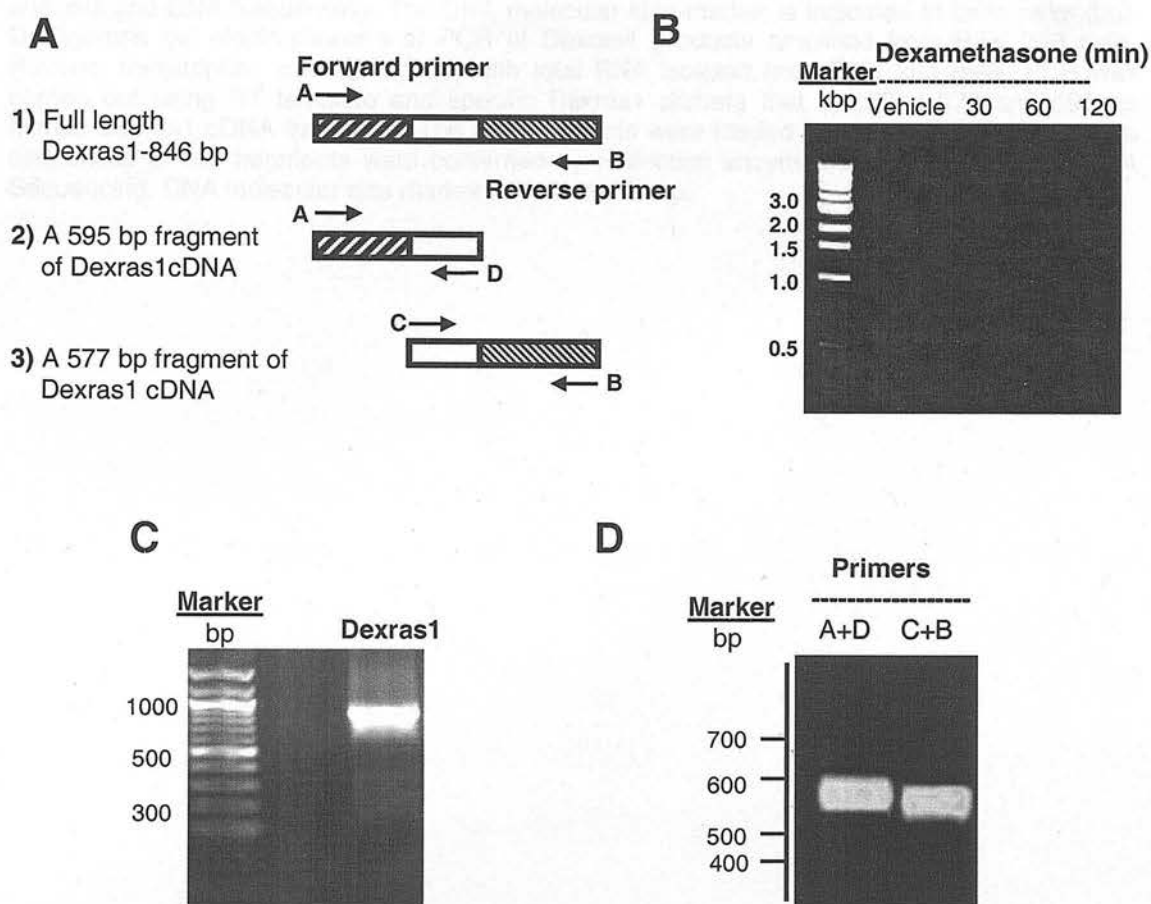 A
Forward primer
A
1) Full length
Dexras1-846 bp
B
Reverse primer
A
2) A 595 bp fragment
of Dexras1cDNA
D
C
3) A 577 bp fragment of
Dexras1 cDNA
B
B
Dexamethasone (min)
Marker
kbp
Vehicle 30 60 120
3.0
2.0
1.5
1.0
0.5
C
Marker
bp
Dexras1
1000
500
300
D
Primers
Marker
bp
A+D C+B
700
600
500
400